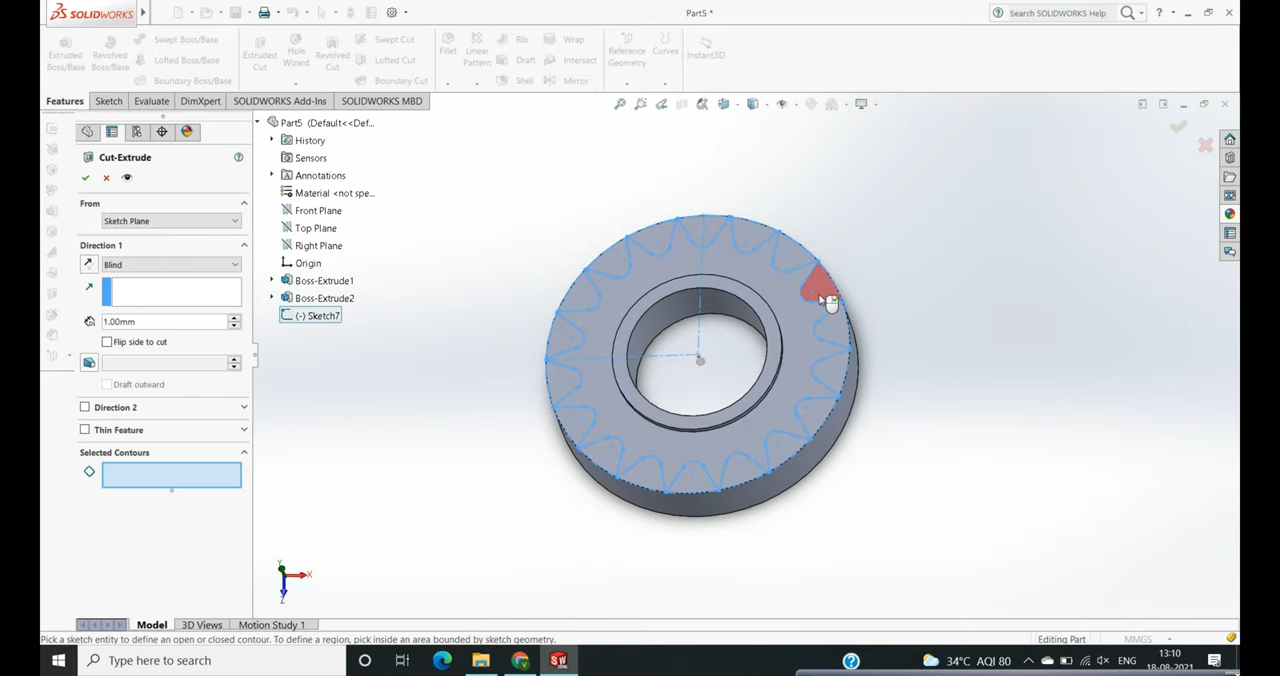 SOLIDWORKS
Part5 *
Search SOLIDWORKS Help
Extruded Boss/Base
Revolved Boss/Base
Swept Boss/Base
Lofted Boss/Base
Boundary Boss/Base
Extruded Cut
Hole Wizard
Revolved Cut
Swept Cut
Lofted Cut
Boundary Cut
Fillet
Linear Pattern
Rib
Draft
Shell
Wrap
Intersect
Mirror
Reference Geometry
Curves
Instant3D
Features
Sketch
Evaluate
DimXpert
SOLIDWORKS Add-Ins
SOLIDWORKS MBD
Cut-Extrude
From
Sketch Plane
Direction 1
Blind
1.00mm
Flip side to cut
Draft outward
Direction 2
Thin Feature
Selected Contours
Part5 (Default<<Def...
History
Sensors
Annotations
Material <not spe...
Front Plane
Top Plane
Right Plane
Origin
Boss-Extrude1
Boss-Extrude2
(-) Sketch7
Y
X
Z
Model
3D Views
Motion Study 1
Pick a sketch entity to define an open or closed contour. To define a region, pick inside an area bounded by sketch geometry.
Editing Part
MMGS
Type here to search
34°C AQI 80
ENG
13:10
18-08-2021